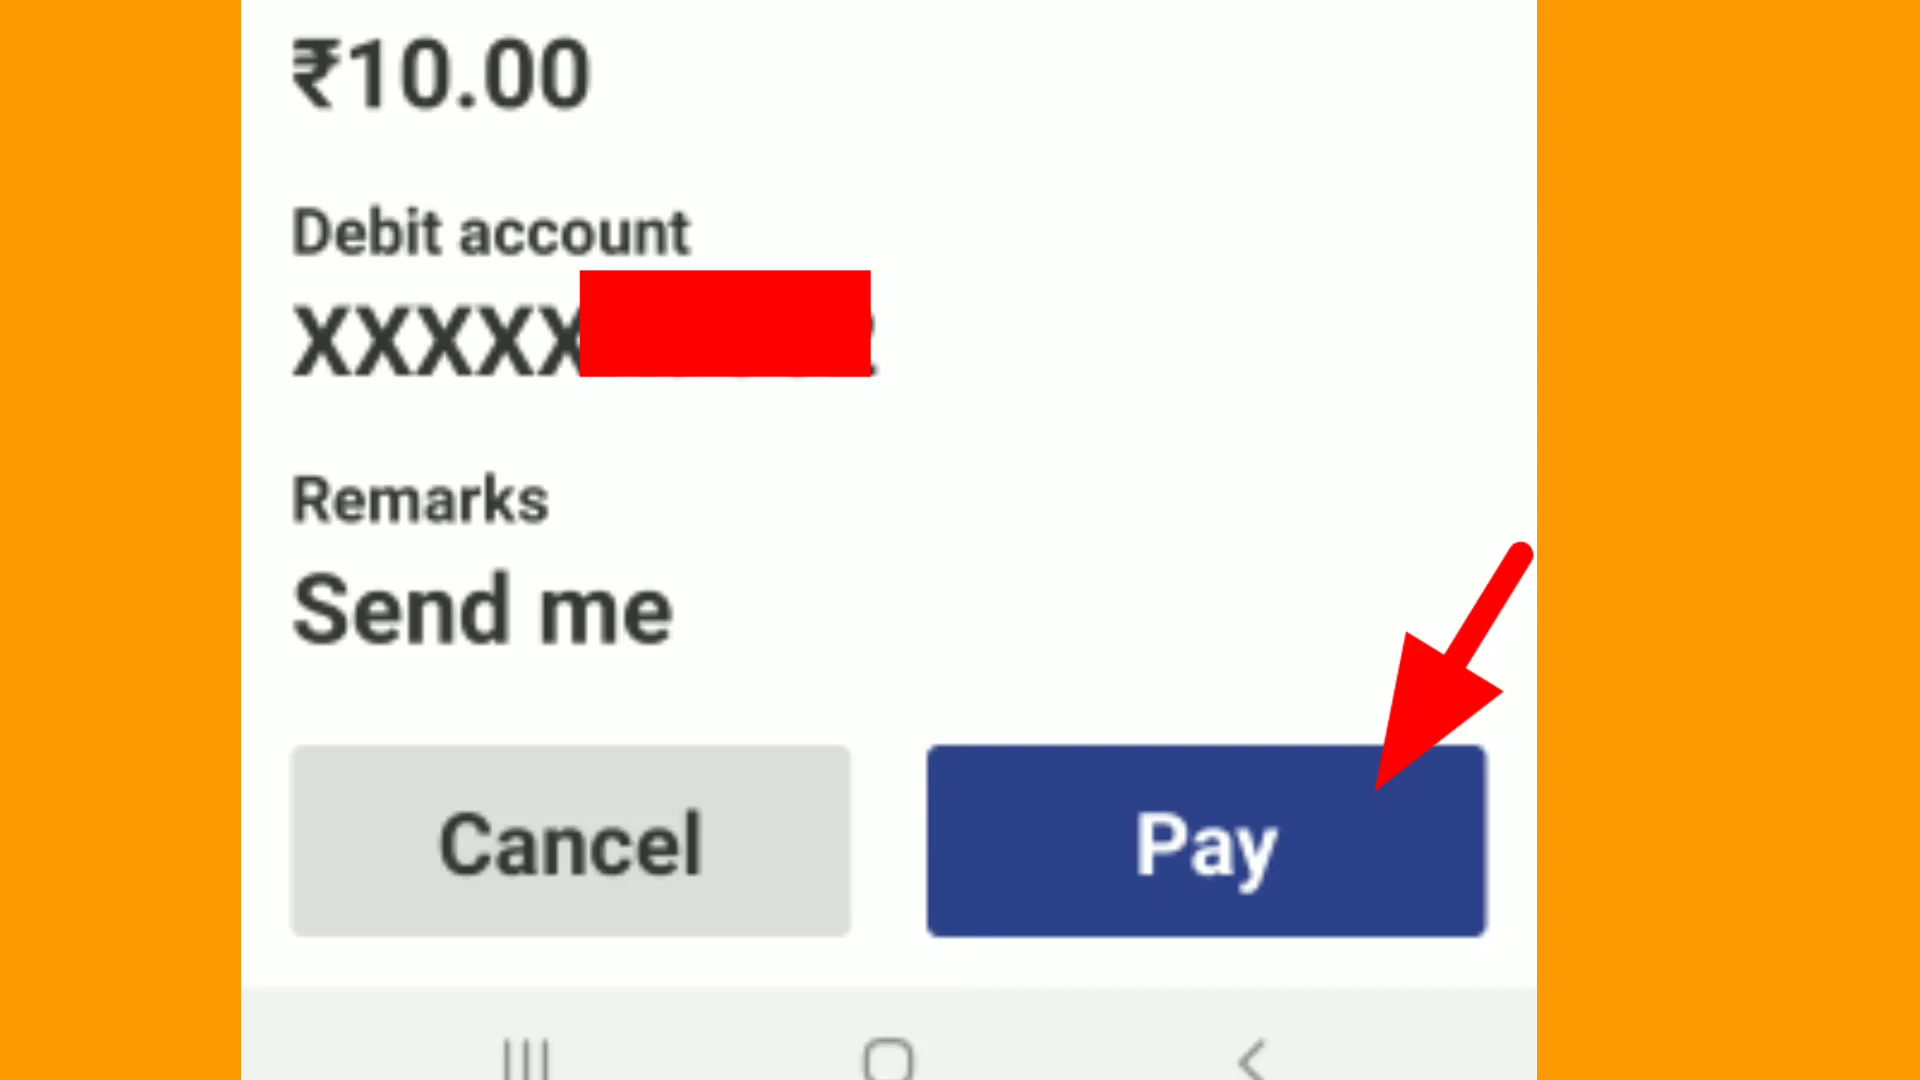 ₹10.00
Debit account
XXXXX
Remarks
Send me
Cancel
Pay